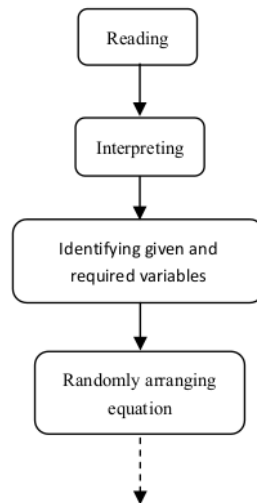 Reading
Interpreting
Identifying given and
required variables
Randomly arranging
equation